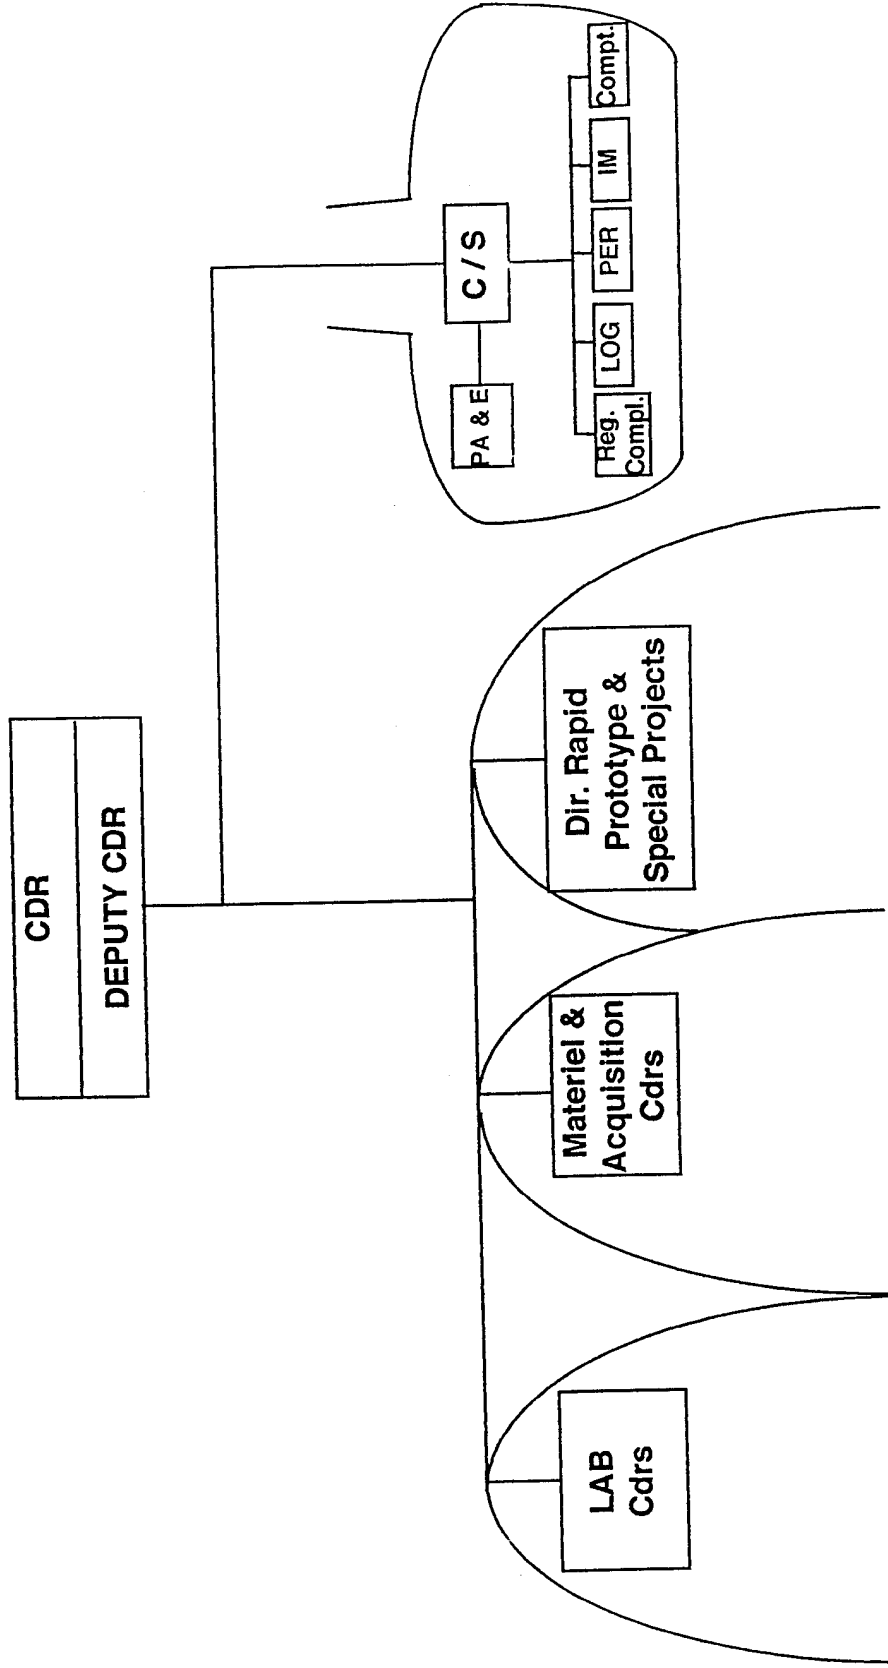 CDR
DEPUTY CDR
C / S
PA & E
Reg.
Compl.
LOG
PER
IM
Compt.
LAB
Cdrs
Materiel &
Acquisition
Cdrs
Dir. Rapid
Prototype &
Special Projects